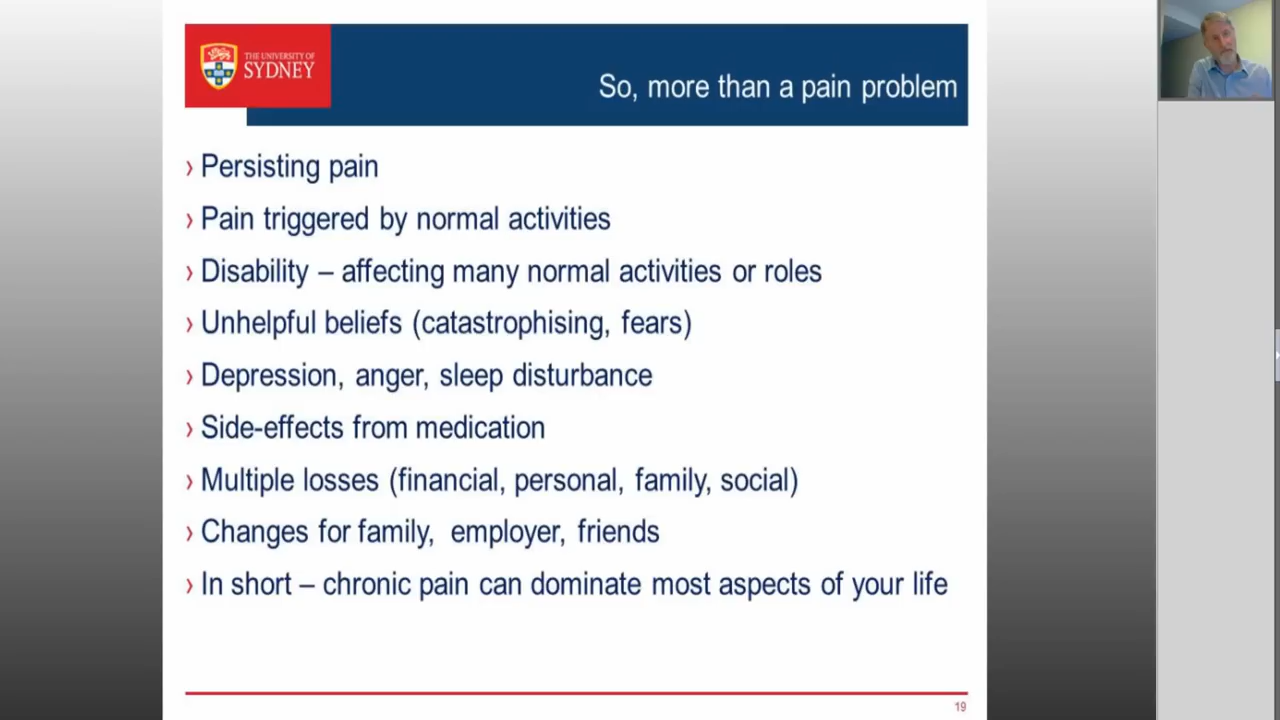 THE UNIVERSITY OF
SYDNEY
So, more than a pain problem
› Persisting pain
› Pain triggered by normal activities
› Disability – affecting many normal activities or roles
› Unhelpful beliefs (catastrophising, fears)
› Depression, anger, sleep disturbance
› Side-effects from medication
› Multiple losses (financial, personal, family, social)
› Changes for family, employer, friends
› In short – chronic pain can dominate most aspects of your life
19